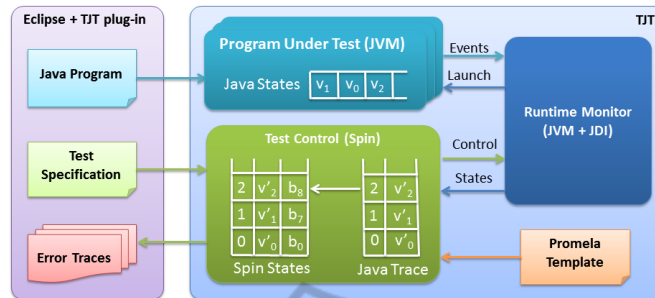 Eclipse + TJT plug-in
TJT
Java Program
Test
Specification
Error Traces
Program Under Test (JVM)
Java States
v1 v0 v2
Events
Launch
Runtime Monitor
(JVM + JDI)
Test Control (Spin)
2 v'2 b8 2 v'2
1 v'1 b7 1 v'1
0 v'0 b0 0 v'0
Spin States Java Trace
Control
States
Promela
Template